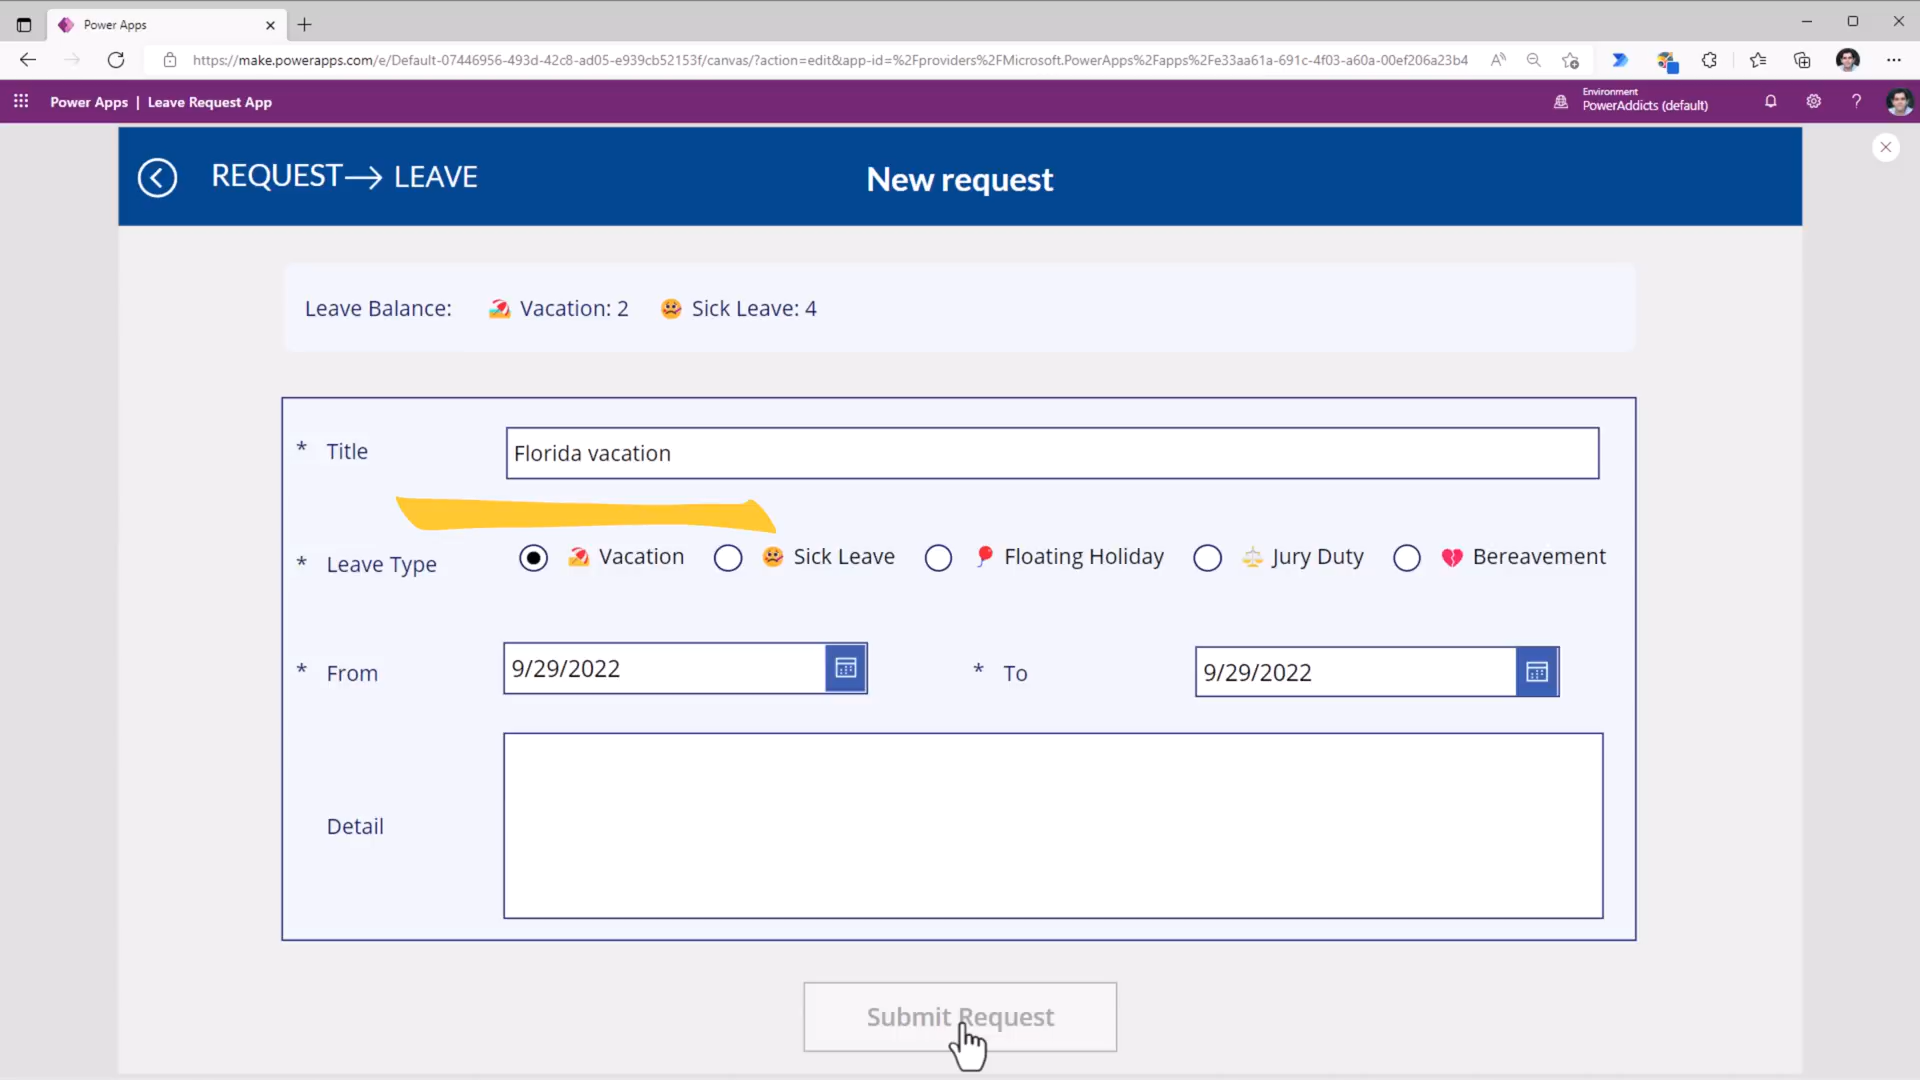 Power Apps
https://make.powerapps.com/e/Default-07446956-493d-42c8-ad05-e939cb52153f/canvas/?action=edit&app-id=%2Fproviders%2FMicrosoft.PowerApps%2Fapps%2Fe33aa61a-691c-4f03-a60a-00ef206a23b4
Power Apps | Leave Request App
Environment
PowerAddicts (default)
REQUEST→ LEAVE
New request
Leave Balance: 🏖 Vacation: 2 🤒 Sick Leave: 4
* Title Florida vacation
* Leave Type Vacation Sick Leave Floating Holiday Jury Duty Bereavement
* From 9/29/2022 * To 9/29/2022
Detail
Submit Request